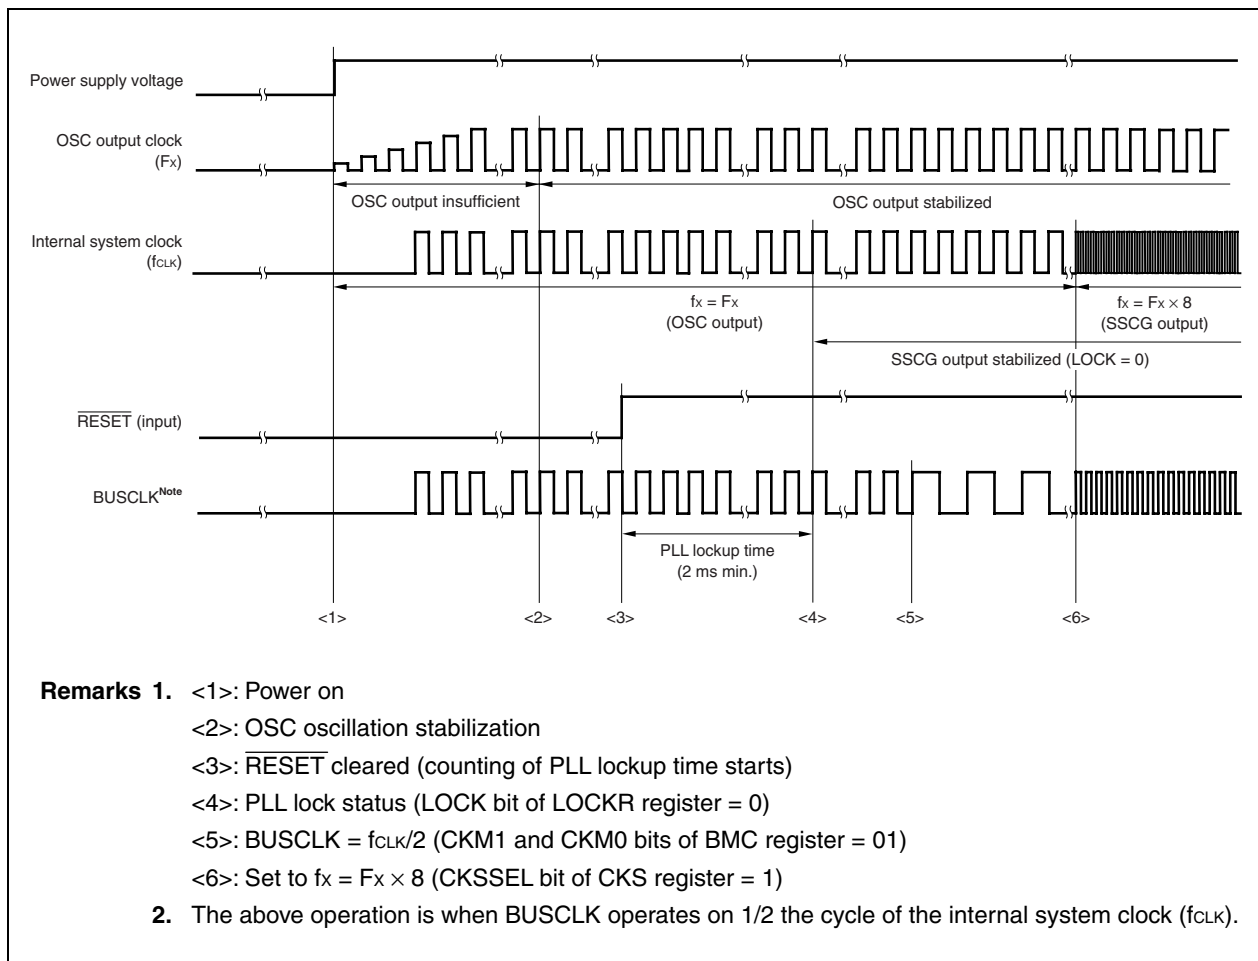 Power supply voltage
OSC output clock
(Fx)
OSC output insufficient
OSC output stabilized
Internal system clock
(fCLK)
fx = Fx
(OSC output)
fx = Fx × 8
(SSCG output)
SSCG output stabilized (LOCK = 0)
RESET (input)
BUSCLKNote
PLL lockup time
(2 ms min.)
<1> <2> <3> <4> <5> <6>
Remarks 1. <1>: Power on
<2>: OSC oscillation stabilization
<3>: RESET cleared (counting of PLL lockup time starts)
<4>: PLL lock status (LOCK bit of LOCKR register = 0)
<5>: BUSCLK = fCLK/2 (CKM1 and CKM0 bits of BMC register = 01)
<6>: Set to fx = Fx × 8 (CKSSEL bit of CKS register = 1)
2. The above operation is when BUSCLK operates on 1/2 the cycle of the internal system clock (fCLK).